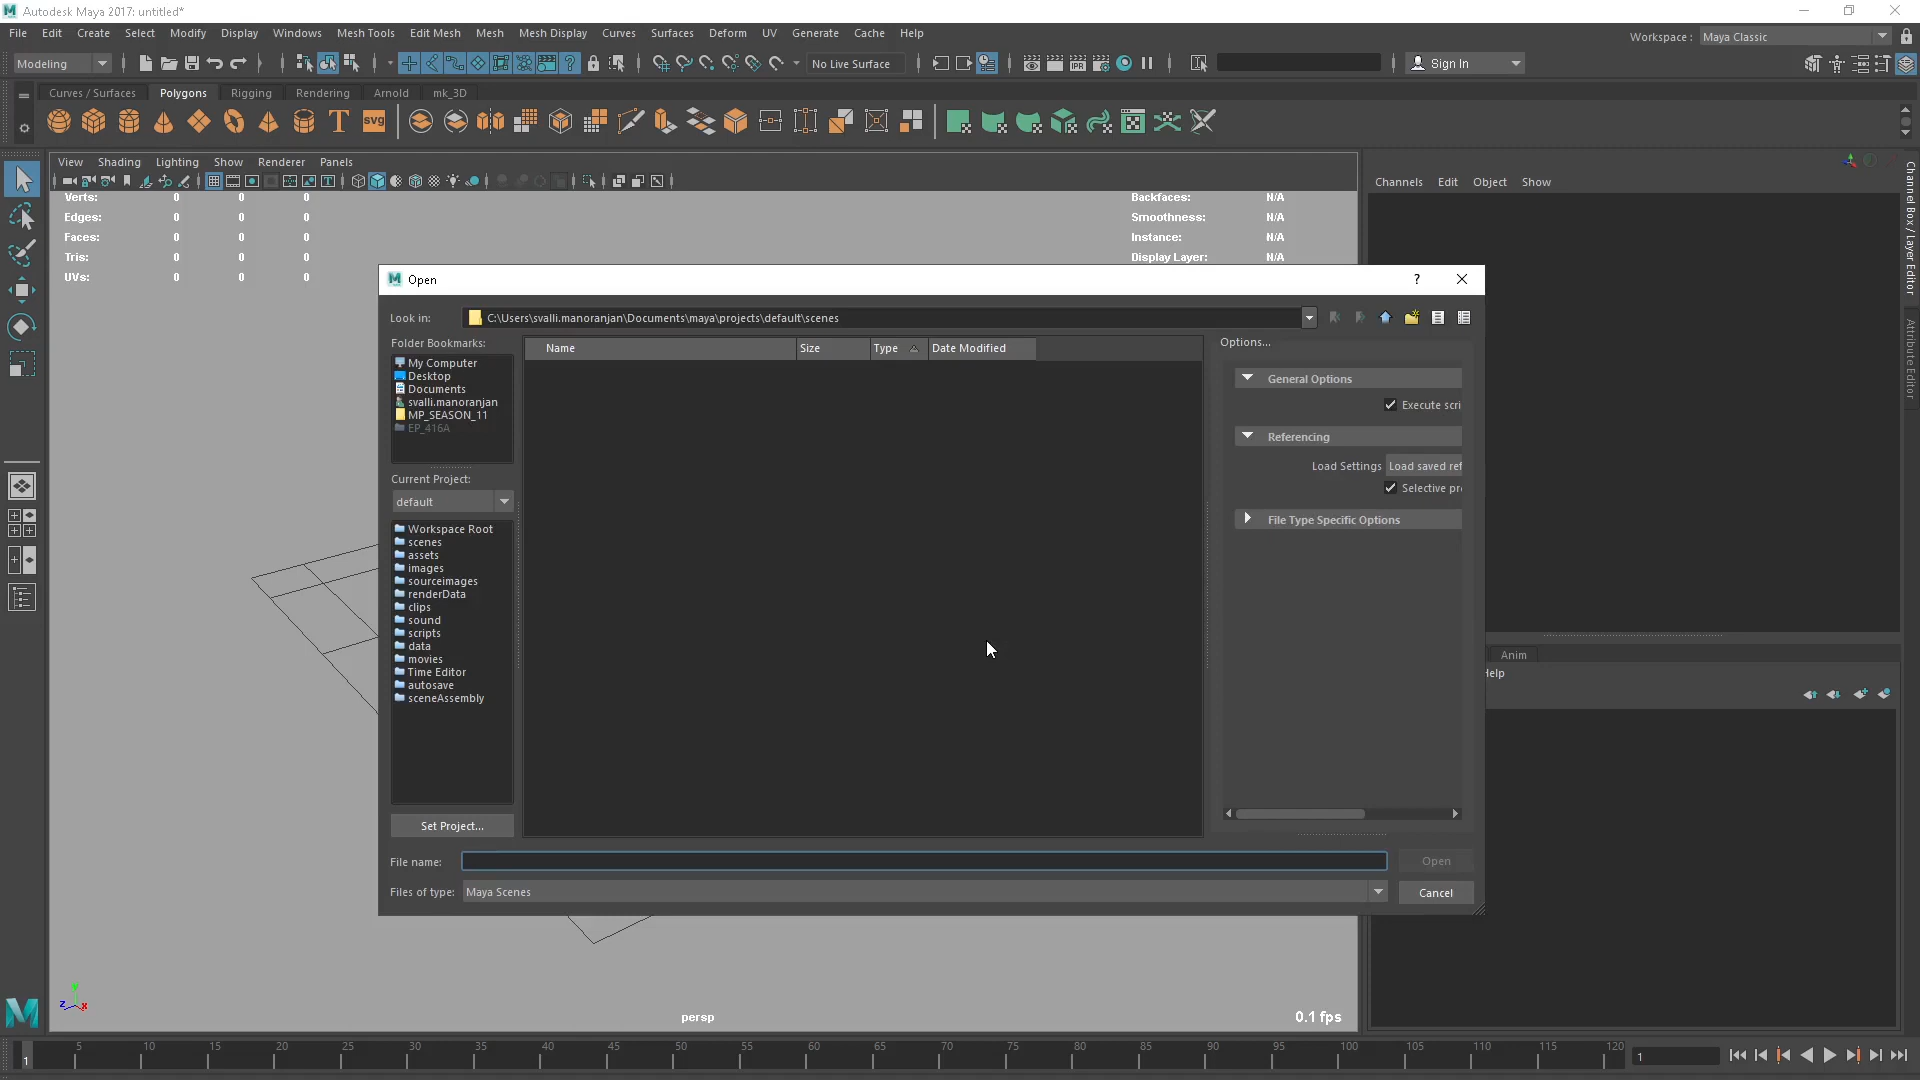 Autodesk Maya 2017: untitled*
File Edit Create Select Modify Display Windows Mesh Tools Edit Mesh Mesh Mesh Display Curves Surfaces Deform UV Generate Cache Help
Workspace : Maya Classic
Modeling No Live Surface Sign In
Curves / Surfaces Polygons Rigging Rendering Arnold mk_3D
T svg
View Shading Lighting Show Renderer Panels
Channels Edit Object Show
Channel Box / Layer Editor
Attribute Editor
Verts: 0 0 0 Backfaces: N/A
Edges: 0 0 0 Smoothness: N/A
Faces: 0 0 0 Instance: N/A
Tris: 0 0 0 Display Layer: N/A
UVs: 0 0 0
Open
Look in: C:\Users\svalli.manoranjan\Documents\maya\projects\default\scenes
Folder Bookmarks:
My Computer
Desktop
Documents
svalli.manoranjan
MP_SEASON_11
EP_416A
Name Size Type Date Modified
Options...
General Options
Execute scri
Referencing
Load Settings Load saved ref
Selective pr
File Type Specific Options
Current Project:
default
Workspace Root
scenes
assets
images
sourceimages
renderData
clips
sound
scripts
data
movies
Time Editor
autosave
sceneAssembly
Set Project...
File name: Open
Files of type: Maya Scenes Cancel
Anim
Help
y
z x
persp
0.1 fps
1 5 10 15 20 25 30 35 40 45 50 55 60 65 70 75 80 85 90 95 100 105 110 115 120 1